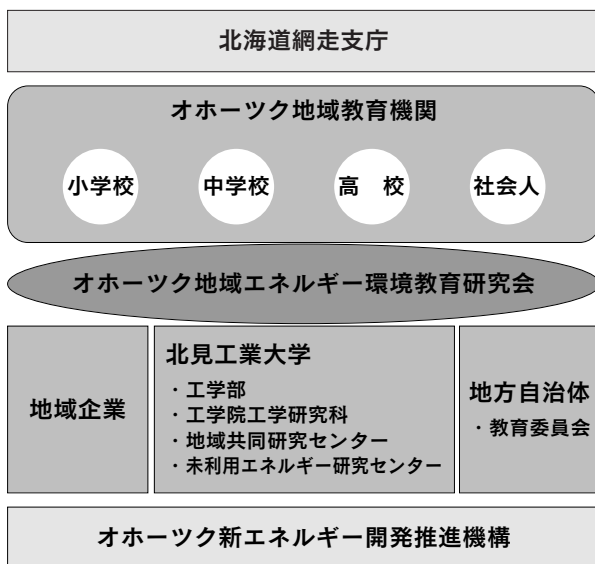 北海道網走支庁
オホーツク地域教育機関
小学校 中学校 高　校 社会人
オホーツク地域エネルギー環境教育研究会
地域企業
北見工業大学
・工学部
・工学院工学研究科
・地域共同研究センター
・未利用エネルギー研究センター
地方自治体
・教育委員会
オホーツク新エネルギー開発推進機構